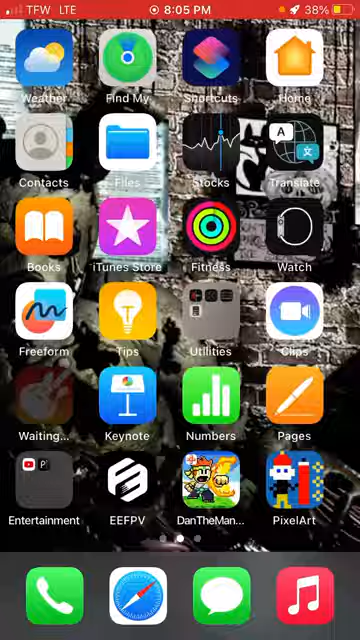 TFW LTE 8:05 PM 38%
Weather Find My Shortcuts Home
Contacts Files Stocks Translate
Books iTunes Store Fitness Watch
Freeform Tips Utilities Clips
Waiting... Keynote Numbers Pages
Entertainment EEFPV DanTheMan... PixelArt